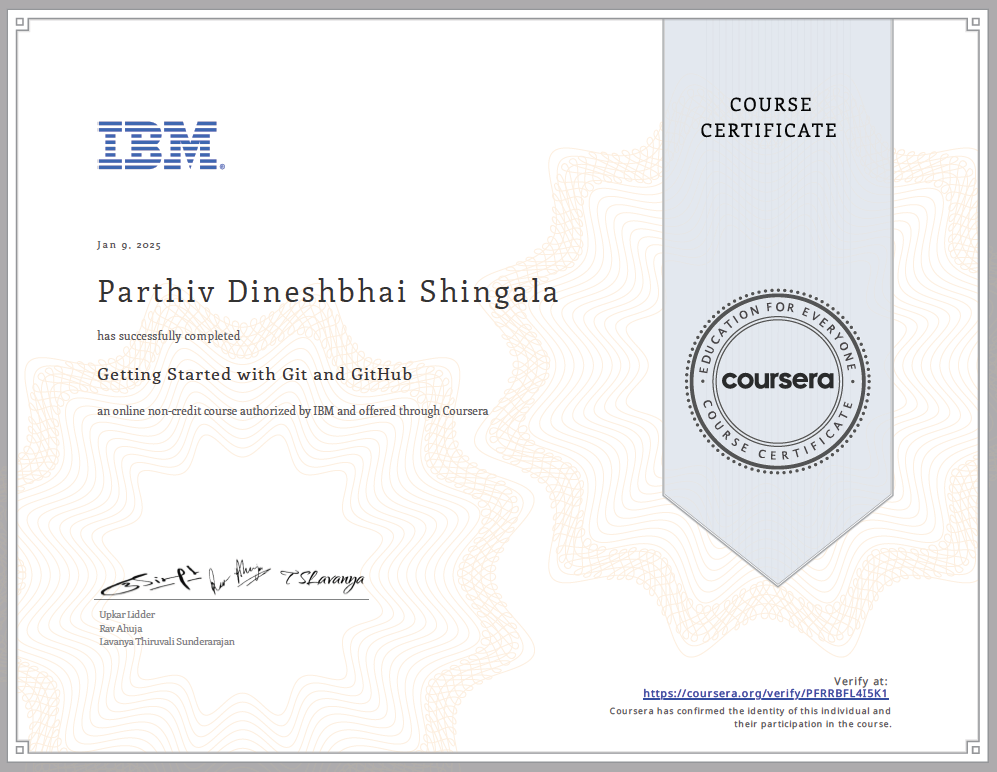 IBM®
COURSE
CERTIFICATE
Jan 9, 2025
Parthiv Dineshbhai Shingala
has successfully completed
Getting Started with Git and GitHub
an online non-credit course authorized by IBM and offered through Coursera
EDUCATION FOR EVERYONE
coursera
COURSE CERTIFICATE
TSLavanya
Upkar Lidder
Rav Ahuja
Lavanya Thiruvali Sunderarajan
Verify at:
https://coursera.org/verify/PFRRBFL4I5K1
Coursera has confirmed the identity of this individual and
their participation in the course.